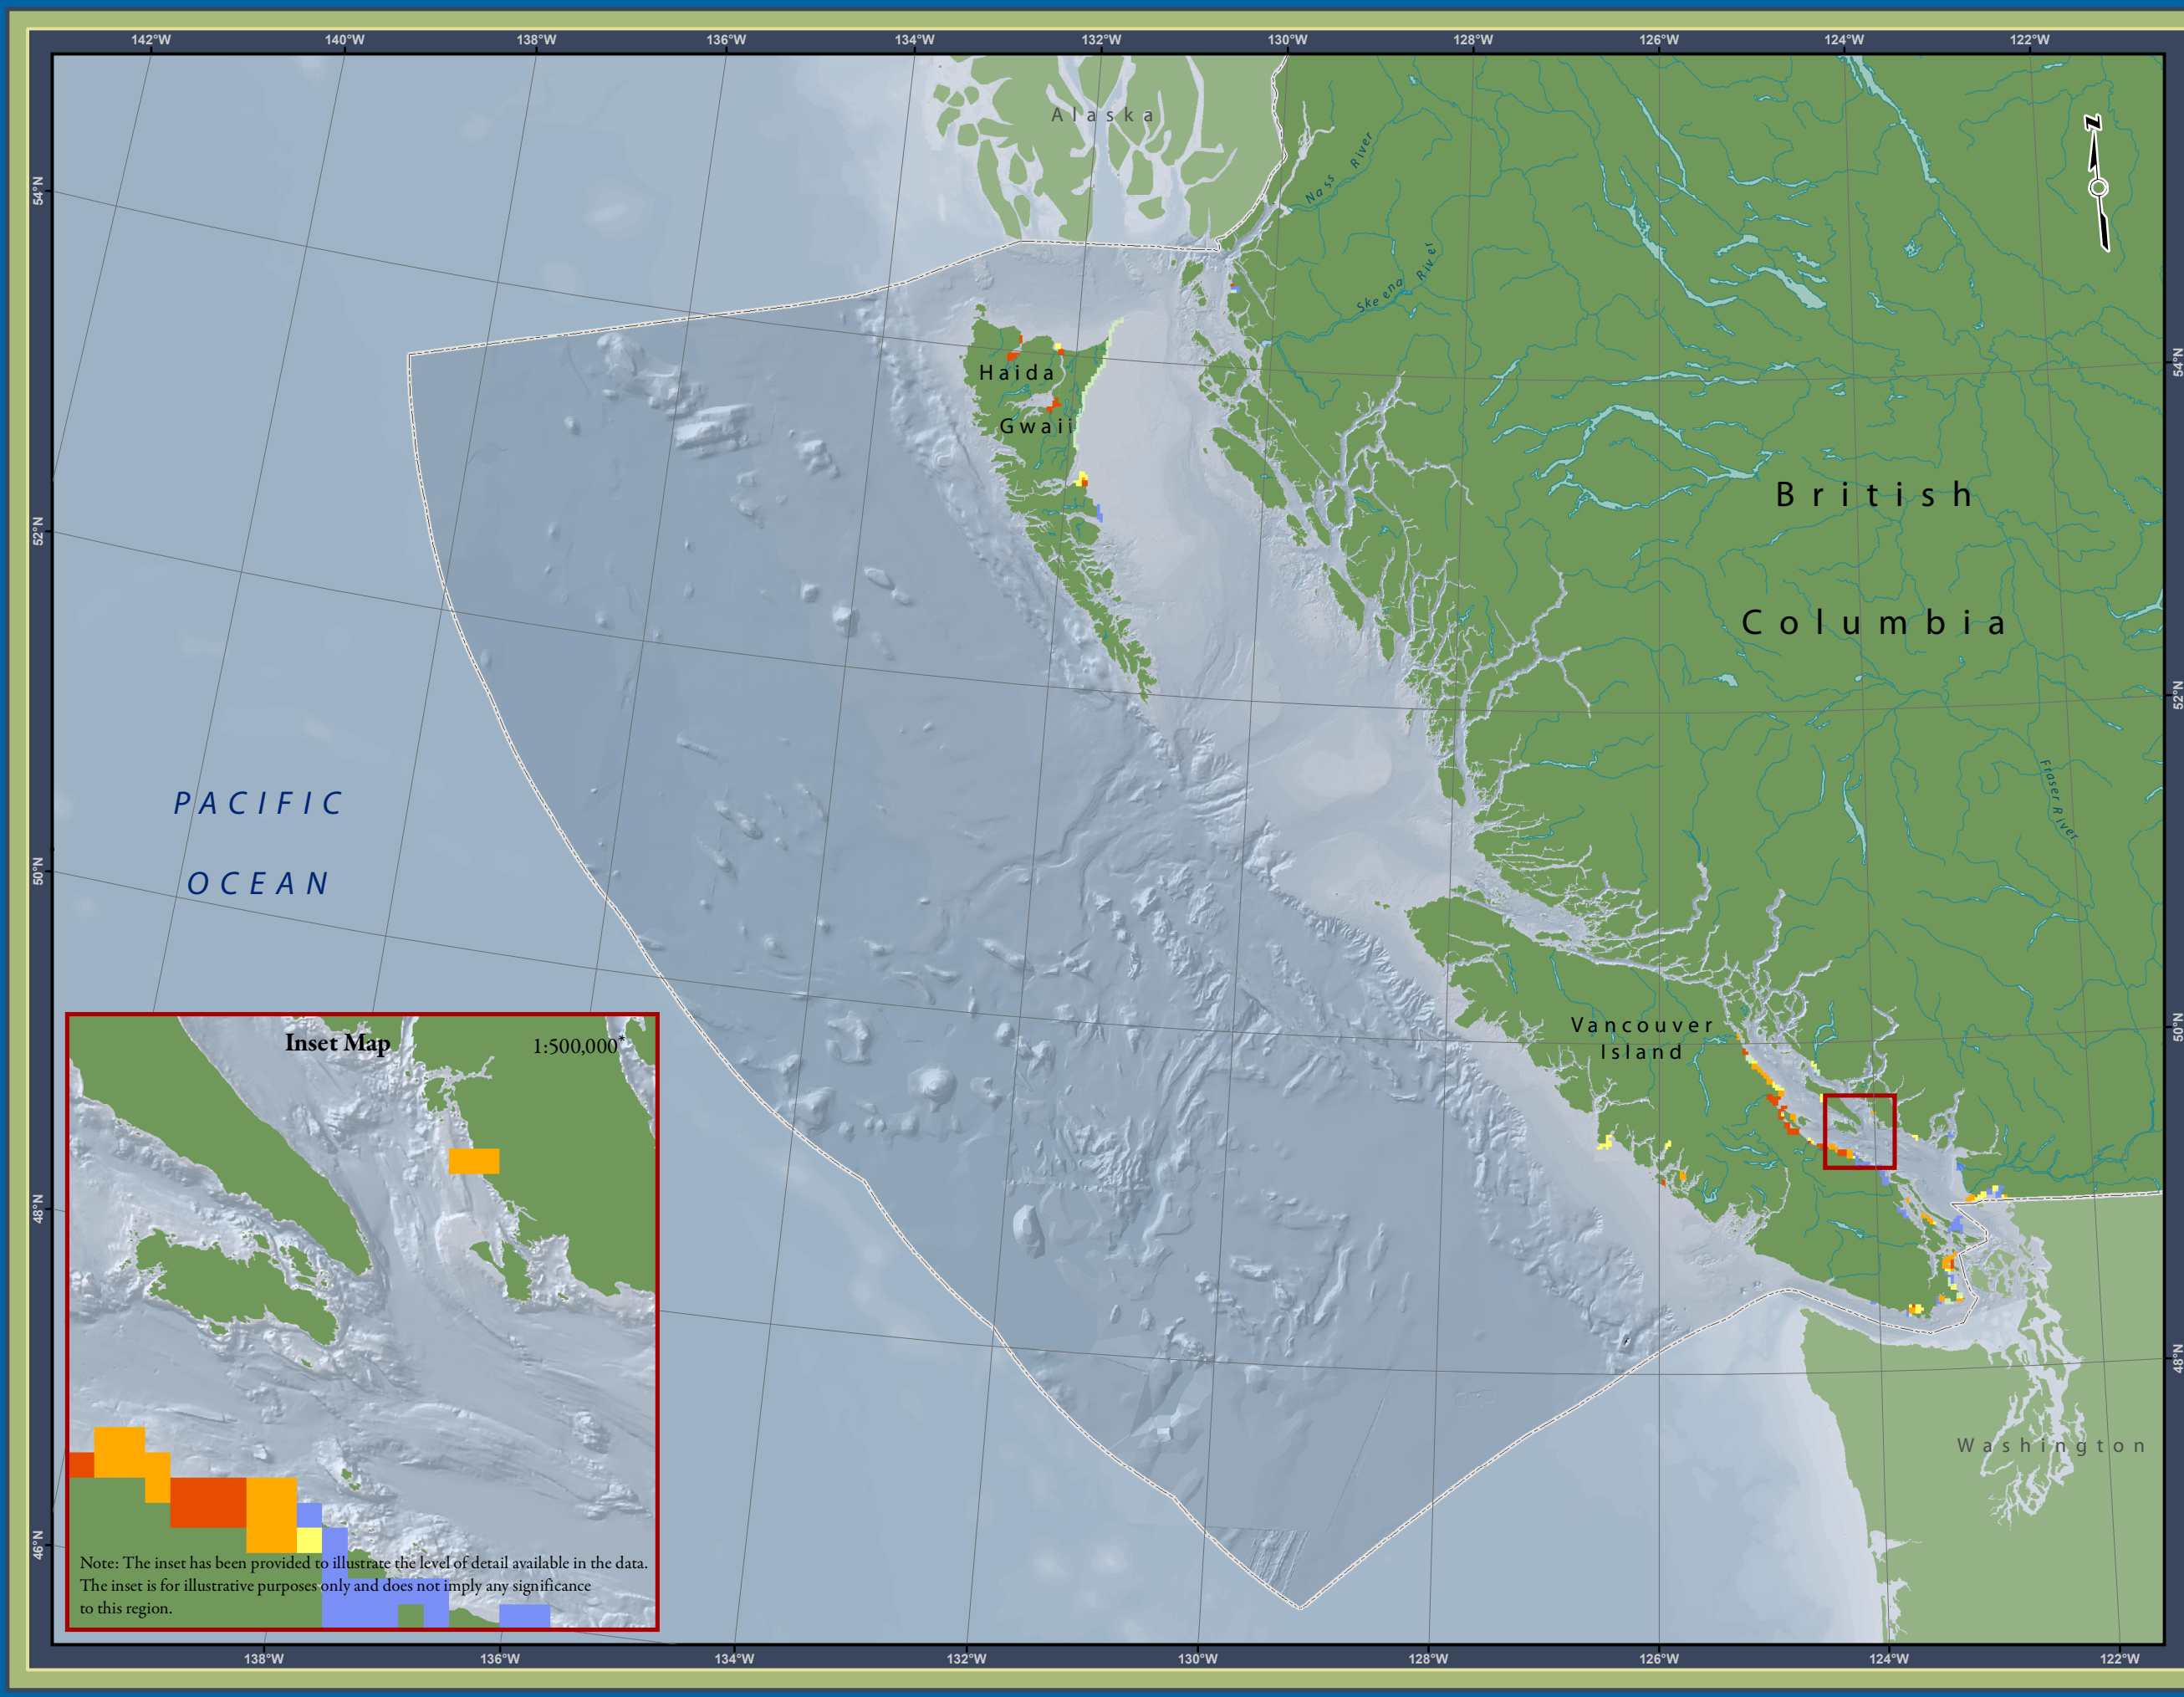 142°W 140°W 138°W 136°W 134°W 132°W 130°W 128°W 126°W 124°W 122°W
Alaska
Nass River
54°N
Skeena River
54°N
Haida
Gwaii
British
52°N
Columbia
52°N
Fraser River
PACIFIC
50°N
OCEAN
Vancouver
Island
50°N
Inset Map
1:500,000*
48°N
48°N
Washington
46°N
Note: The inset has been provided to illustrate the level of detail available in the data.
The inset is for illustrative purposes only and does not imply any significance
to this region.
138°W 136°W 134°W 132°W 130°W 128°W 126°W 124°W 122°W
N